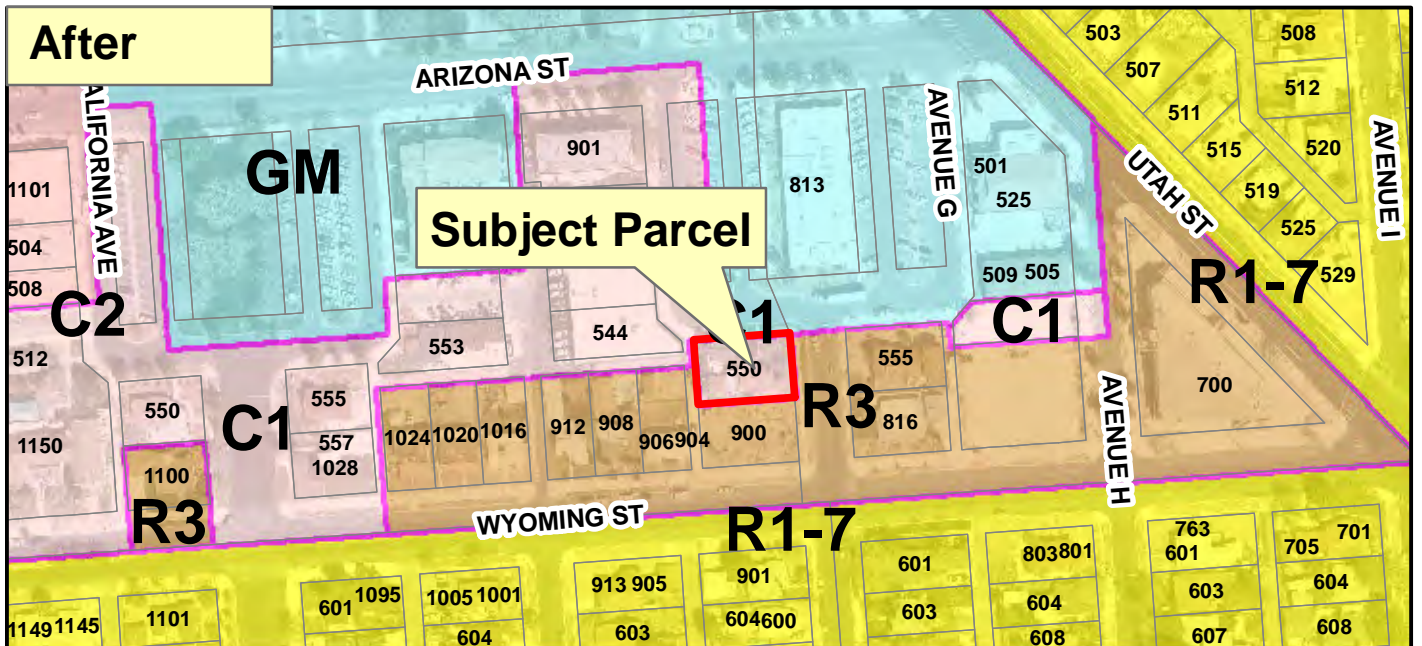 After
ARIZONA ST
ALIFORNIA AVE
AVENUE G
UTAH ST
AVENUE I
AVENUE H
WYOMING ST
GM
Subject Parcel
C2
C1
C1
C1
R3
R3
R1-7
R1-7
503
507
511
515
519
525
529
508
512
520
1101
504
508
512
1150
901
813
501
525
509 505
553
544
550
555
550
555
557
1028
1100
1024 1020 1016
912 908
906 904
900
816
700
1149 1145
1101
601 1095
1005 1001
604
913 905
603
901
604 600
601
603
803 801
604
608
763
601
603
607
701
705
604
608